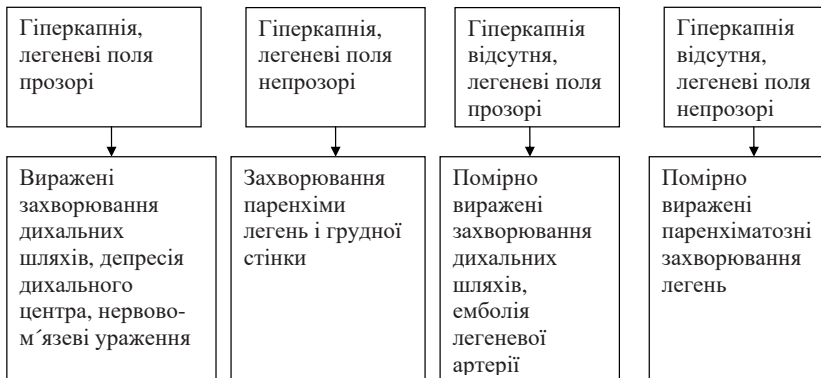 Гіперкапнія,
легеневі поля
прозорі
Гіперкапнія,
легеневі поля
непрозорі
Гіперкапнія
відсутня,
легеневі поля
прозорі
Гіперкапнія
відсутня,
легеневі поля
непрозорі
Виражені
захворювання
дихальних
шляхів, депресія
дихального
центра, нервово-
м´язеві ураження
Захворювання
паренхіми
легень і грудної
стінки
Помірно
виражені
захворювання
дихальних
шляхів,
емболія
легеневої
артерії
Помірно
виражені
паренхіматозні
захворювання
легень